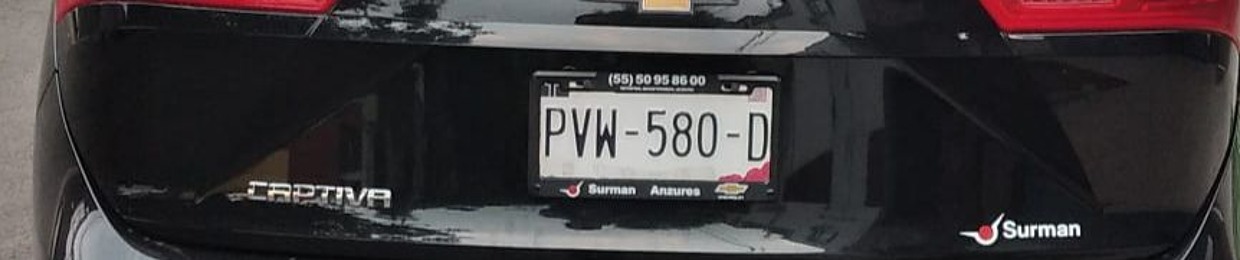 (55) 50 95 86 00
PVW-580-D
Surman Anzures
CAPTIVA
Surman